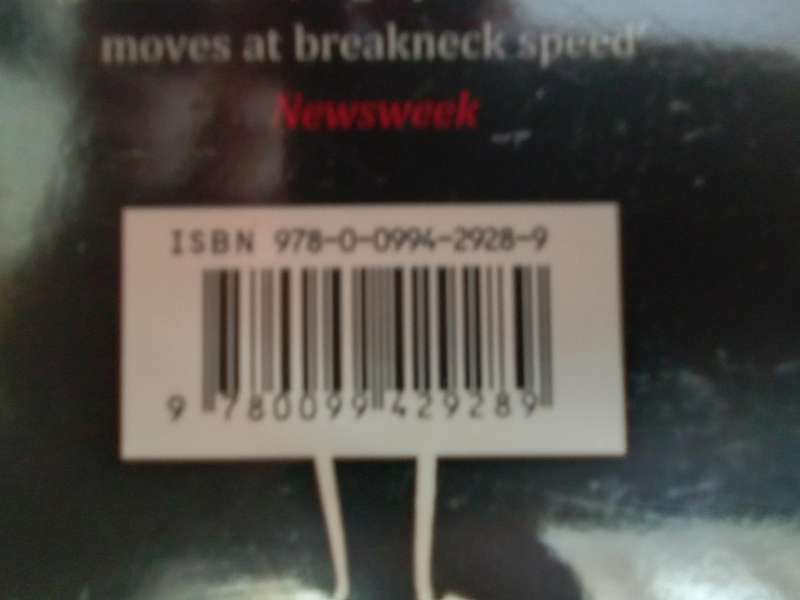 moves at breakneck speed'
Newsweek
ISBN 978-0-0994-2928-9
9 780099 429289